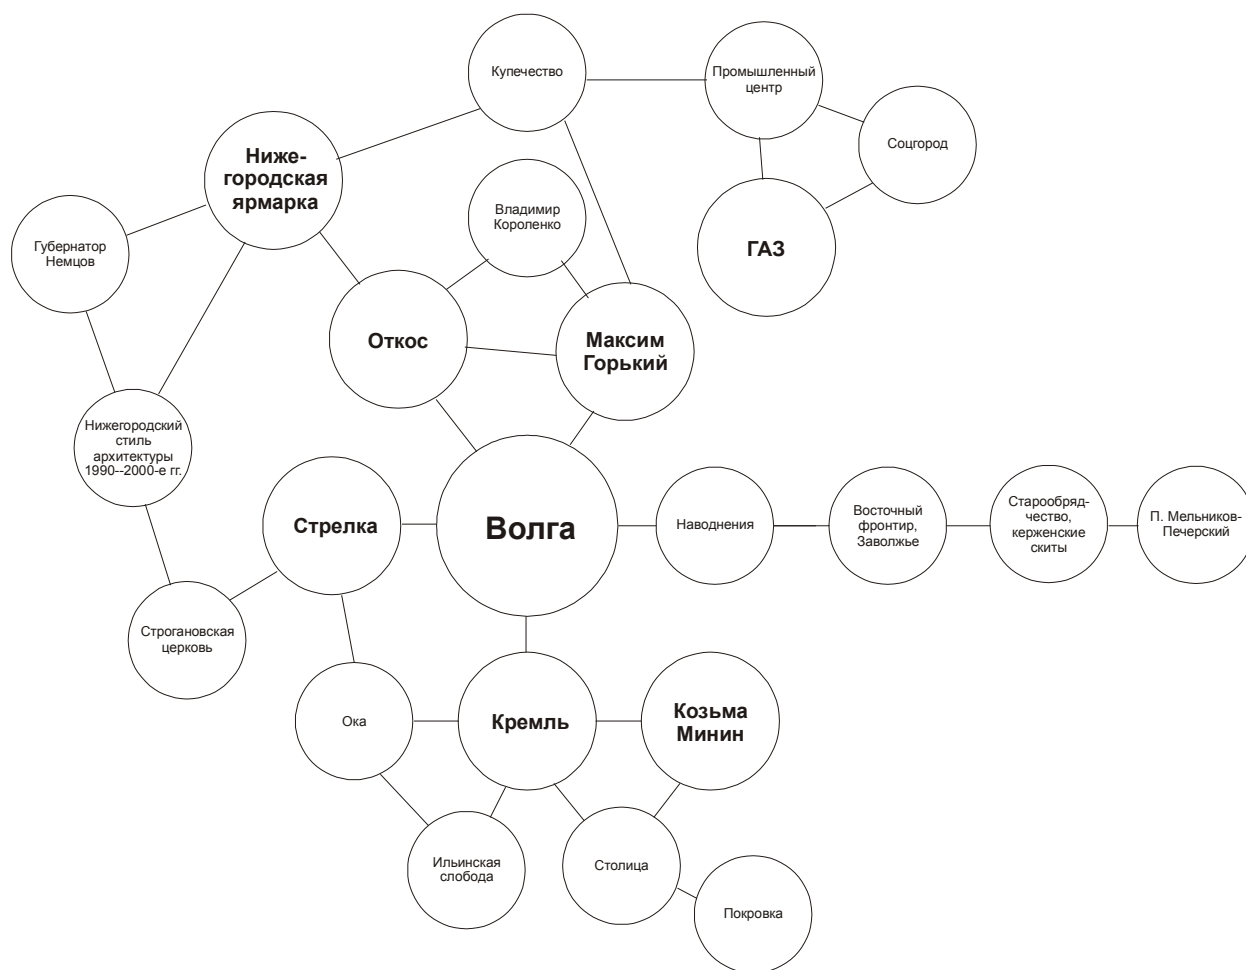 Купечество
Промышленный
центр
Соцгород
Ниже-
городская
ярмарка
Владимир
Короленко
Губернатор
Немцов
ГАЗ
Откос
Максим
Горький
Нижегородский
стиль
архитектуры
1990--2000-е гг.
Стрелка
Волга
Наводнения
Восточный
фронтир,
Заволжье
Старообряд-
чество,
керженские
скиты
П. Мельников-
Печерский
Строгановская
церковь
Ока
Кремль
Козьма
Минин
Ильинская
слобода
Столица
Покровка